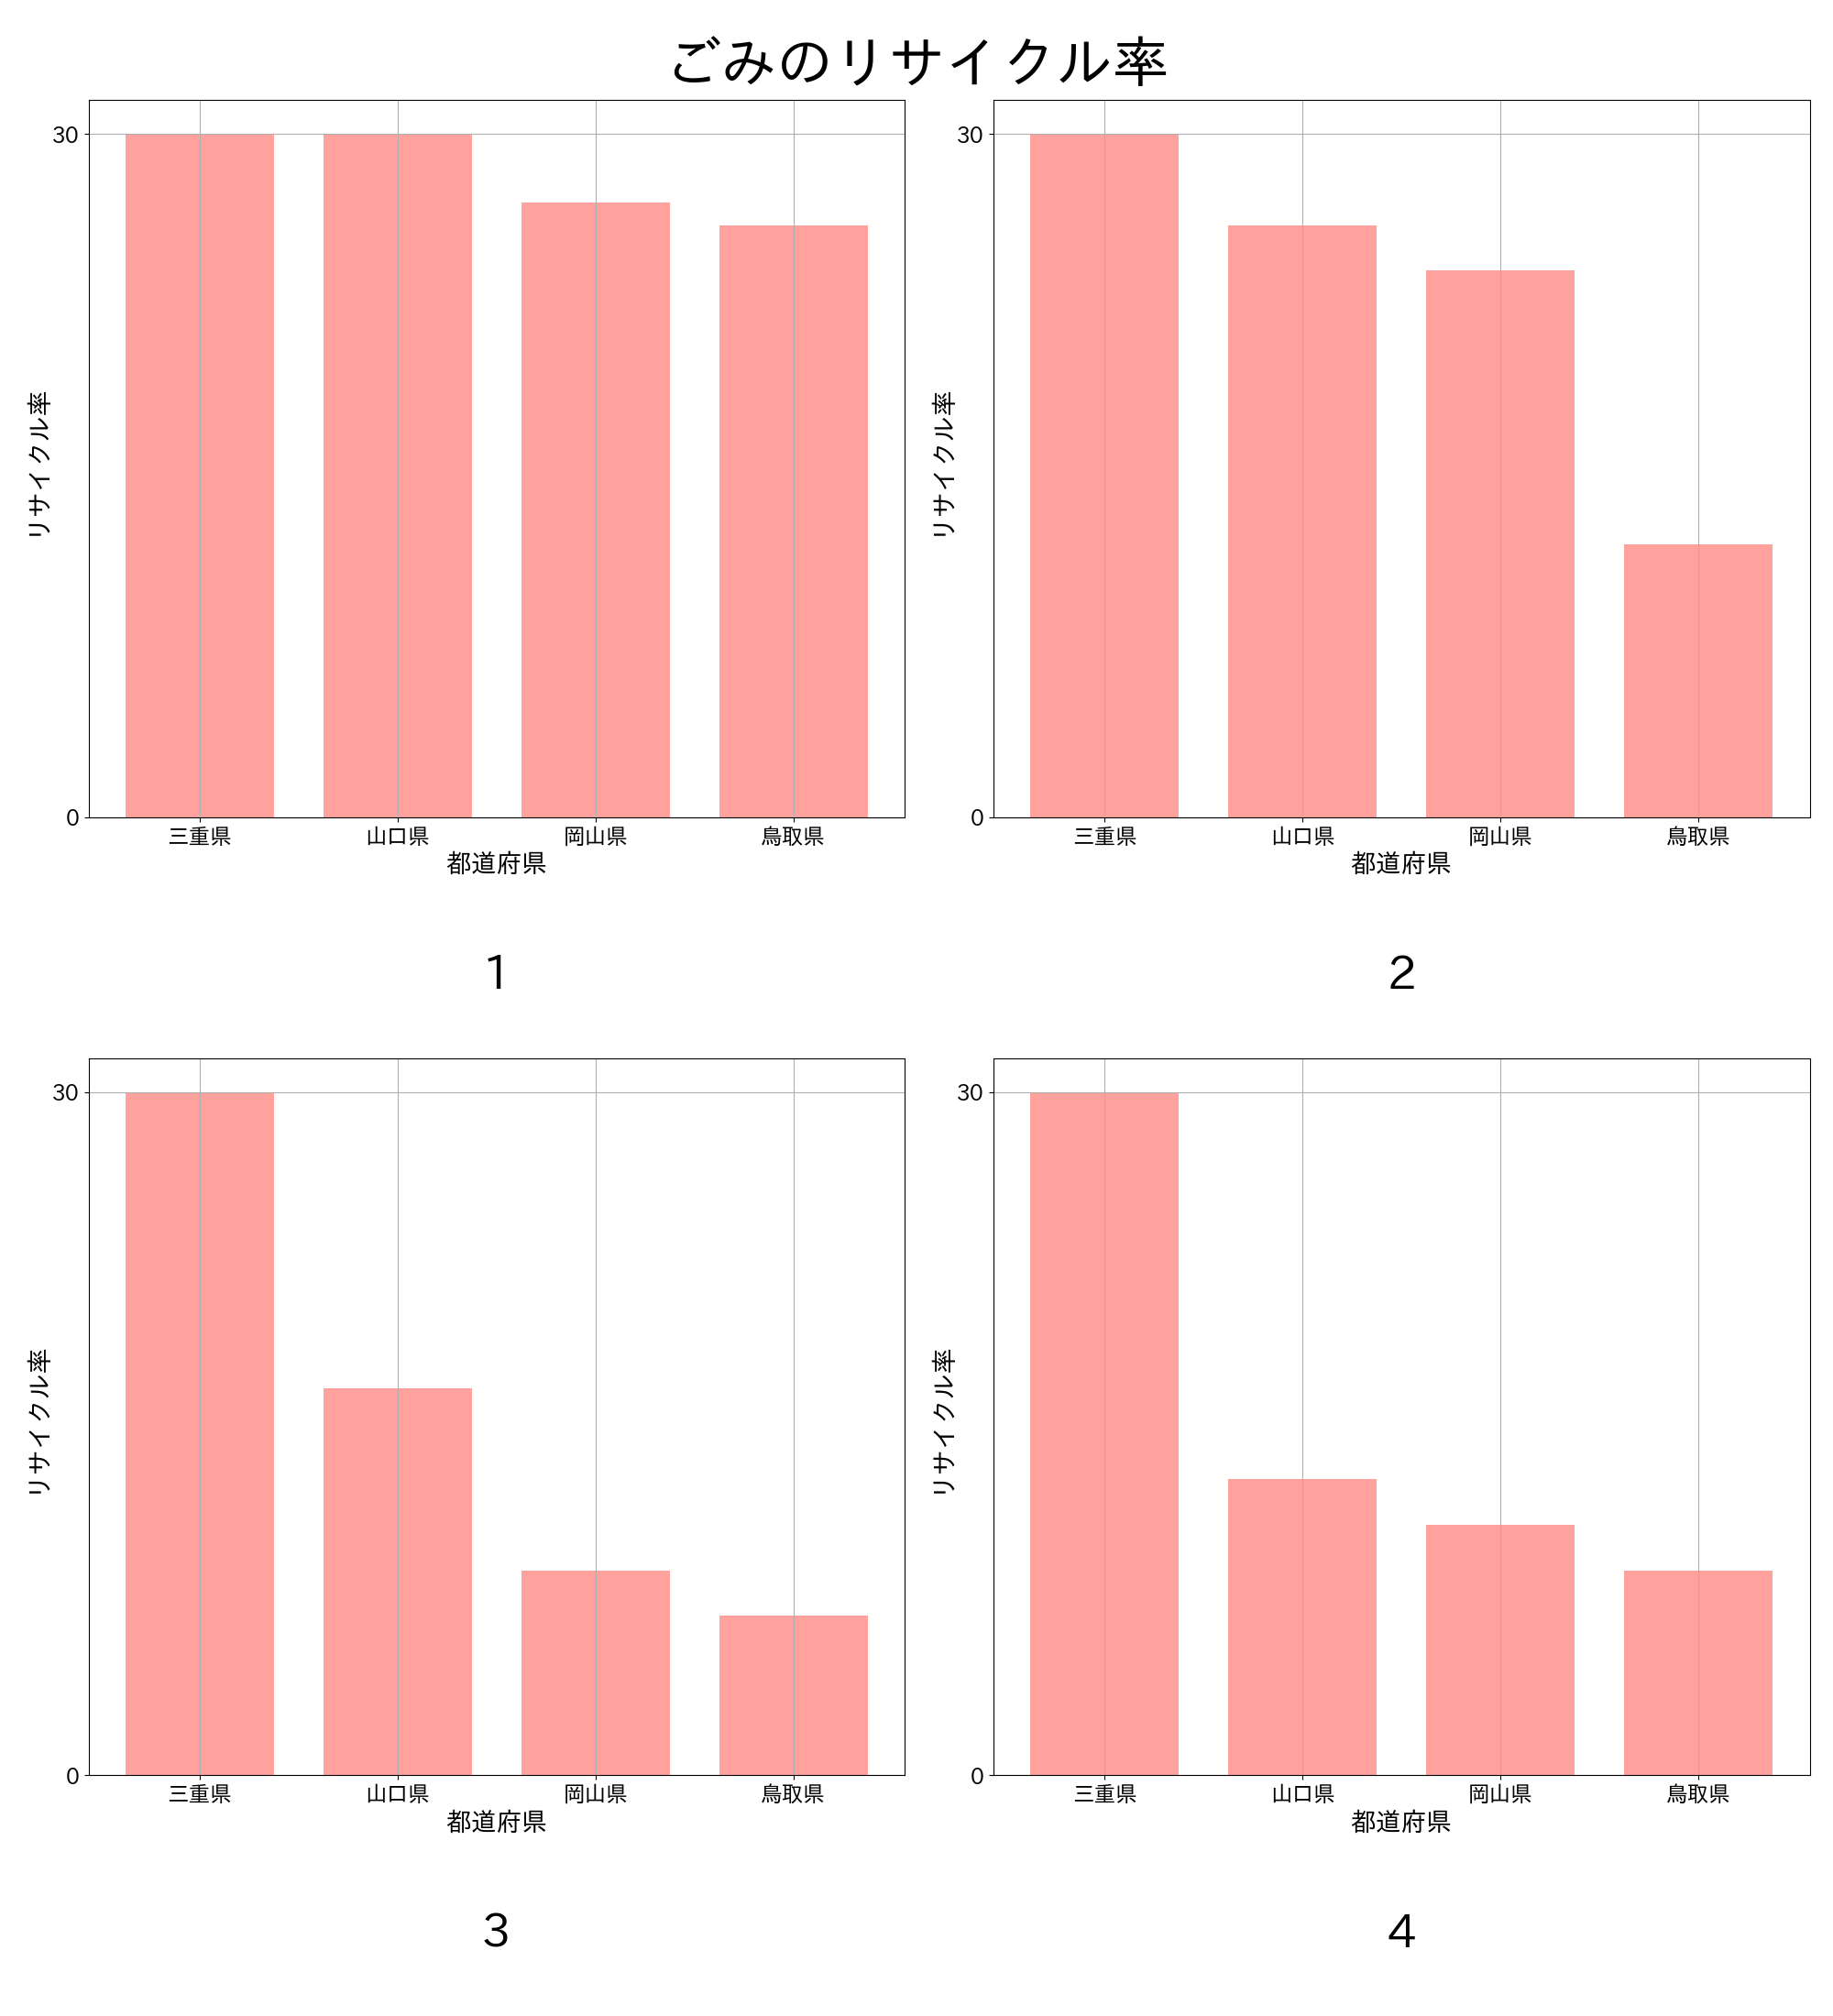 ごみのリサイクル率
30
0
リサイクル率
三重県 山口県 岡山県 鳥取県
都道府県
1
30
0
リサイクル率
三重県 山口県 岡山県 鳥取県
都道府県
2
30
0
リサイクル率
三重県 山口県 岡山県 鳥取県
都道府県
3
30
0
リサイクル率
三重県 山口県 岡山県 鳥取県
都道府県
4